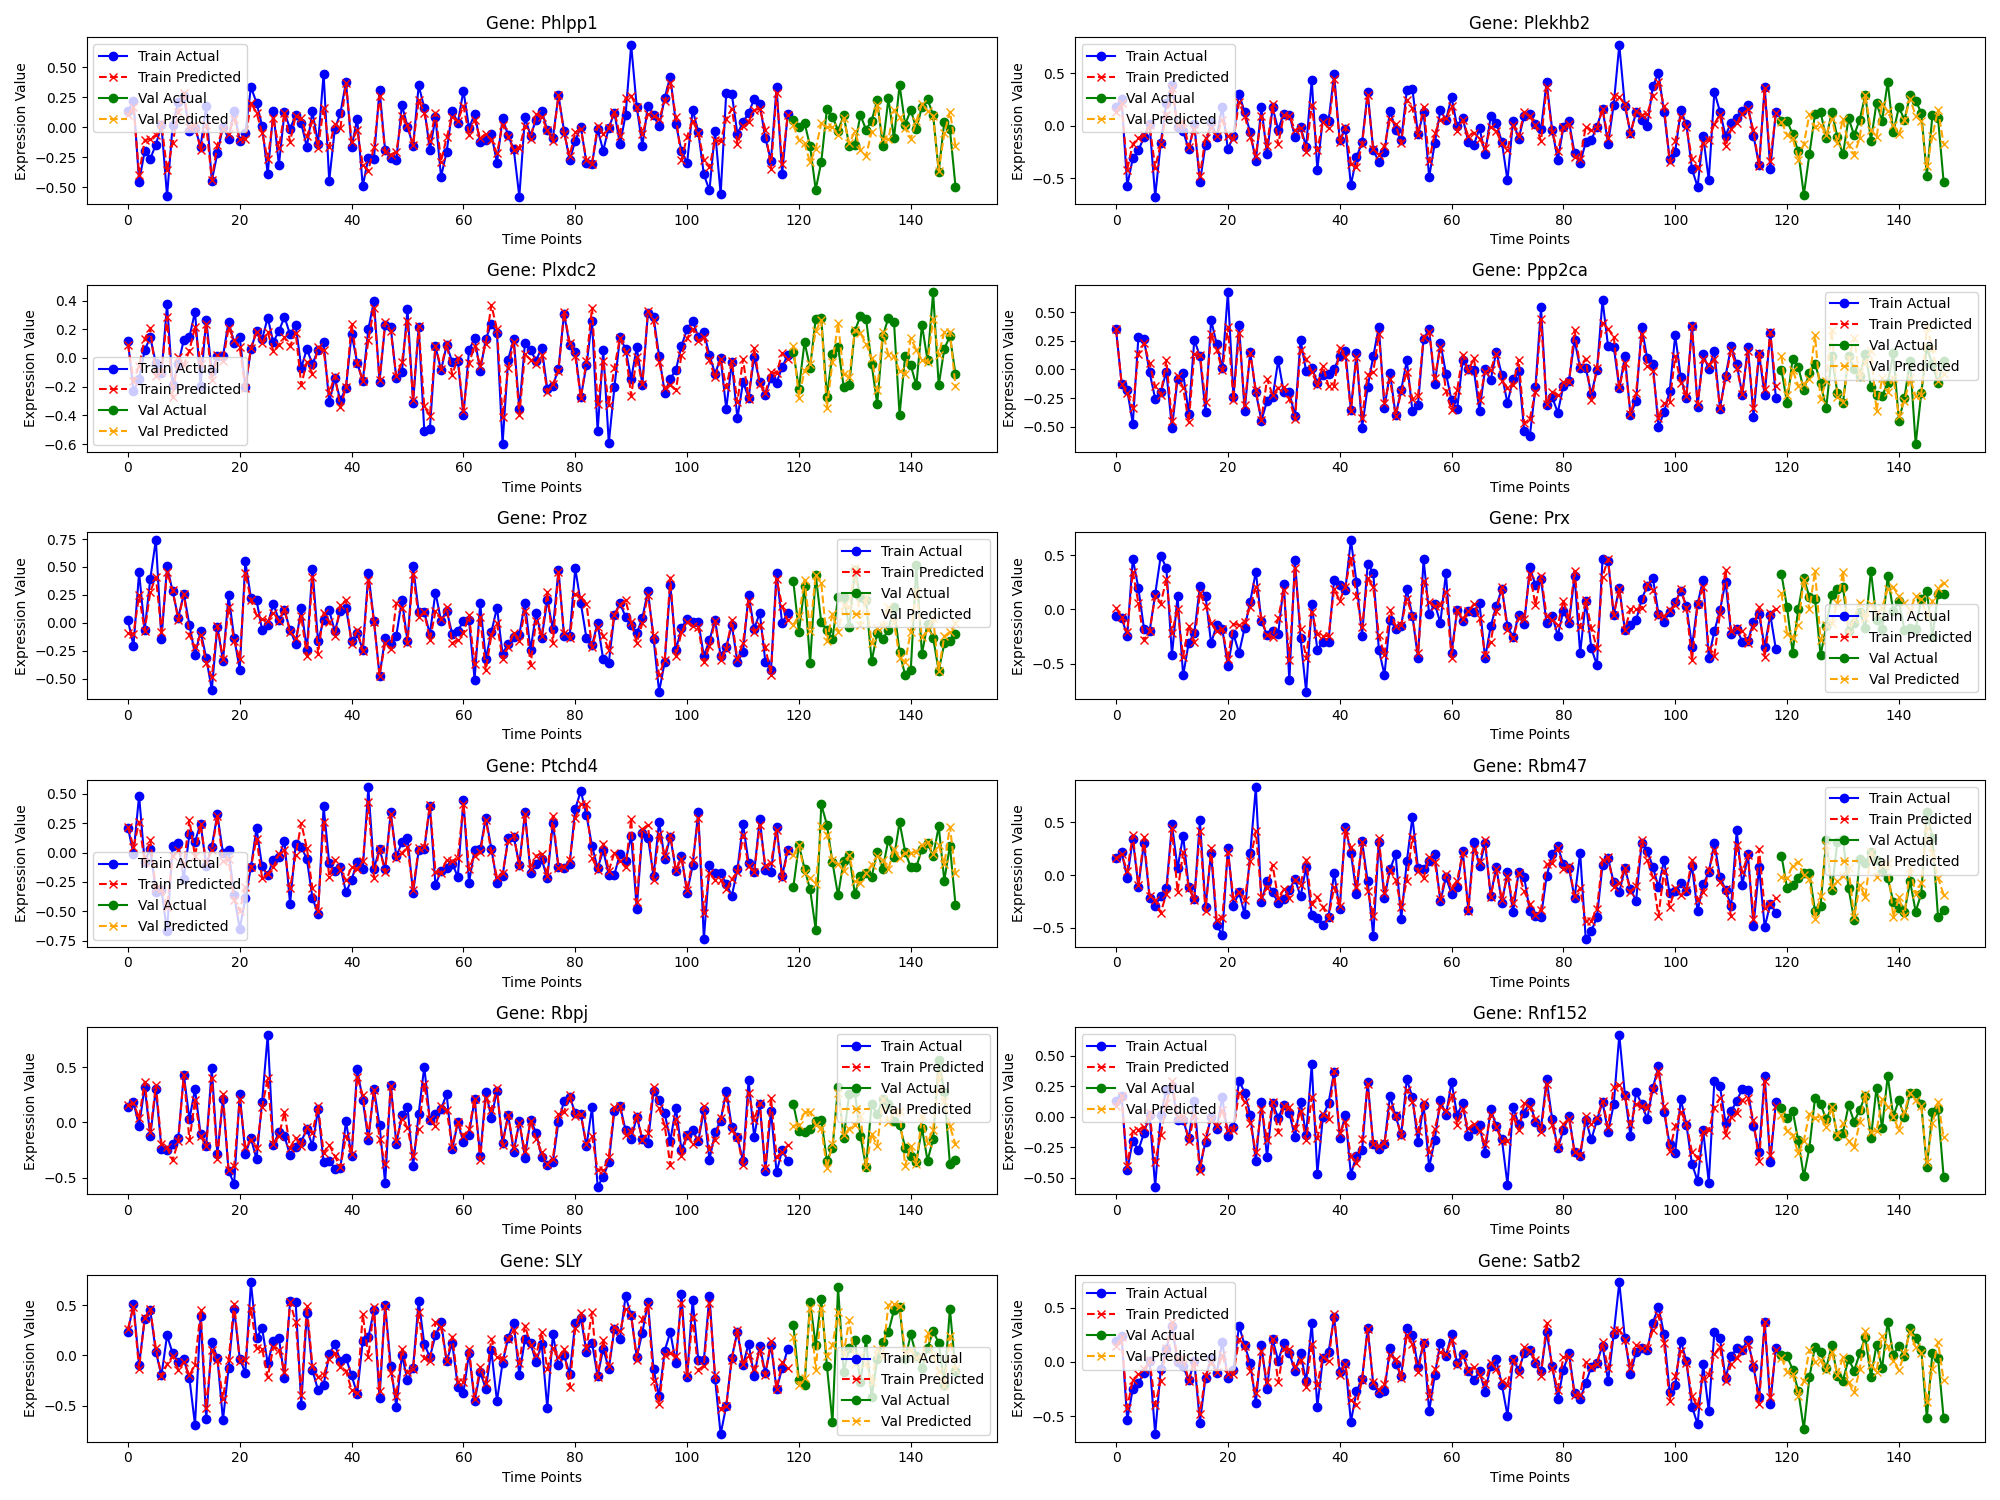 Gene: Phlpp1
Expression Value
0.50
0.25
0.00
−0.25
−0.50
Train Actual
Train Predicted
Val Actual
Val Predicted
0 20 40 60 80 100 120 140
Time Points
Gene: Plekhb2
Expression Value
0.5
0.0
−0.5
Train Actual
Train Predicted
Val Actual
Val Predicted
0 20 40 60 80 100 120 140
Time Points
Gene: Plxdc2
Expression Value
0.4
0.2
0.0
−0.2
−0.4
−0.6
Train Actual
Train Predicted
Val Actual
Val Predicted
0 20 40 60 80 100 120 140
Time Points
Gene: Ppp2ca
Expression Value
0.50
0.25
0.00
−0.25
−0.50
Train Actual
Train Predicted
Val Actual
Val Predicted
0 20 40 60 80 100 120 140
Time Points
Gene: Proz
Expression Value
0.75
0.50
0.25
0.00
−0.25
−0.50
Train Actual
Train Predicted
Val Actual
Val Predicted
0 20 40 60 80 100 120 140
Time Points
Gene: Prx
Expression Value
0.5
0.0
−0.5
Train Actual
Train Predicted
Val Actual
Val Predicted
0 20 40 60 80 100 120 140
Time Points
Gene: Ptchd4
Expression Value
0.50
0.25
0.00
−0.25
−0.50
−0.75
Train Actual
Train Predicted
Val Actual
Val Predicted
0 20 40 60 80 100 120 140
Time Points
Gene: Rbm47
Expression Value
0.5
0.0
−0.5
Train Actual
Train Predicted
Val Actual
Val Predicted
0 20 40 60 80 100 120 140
Time Points
Gene: Rbpj
Expression Value
0.5
0.0
−0.5
Train Actual
Train Predicted
Val Actual
Val Predicted
0 20 40 60 80 100 120 140
Time Points
Gene: Rnf152
Expression Value
0.50
0.25
0.00
−0.25
−0.50
Train Actual
Train Predicted
Val Actual
Val Predicted
0 20 40 60 80 100 120 140
Time Points
Gene: SLY
Expression Value
0.5
0.0
−0.5
Train Actual
Train Predicted
Val Actual
Val Predicted
0 20 40 60 80 100 120 140
Time Points
Gene: Satb2
Expression Value
0.5
0.0
−0.5
Train Actual
Train Predicted
Val Actual
Val Predicted
0 20 40 60 80 100 120 140
Time Points